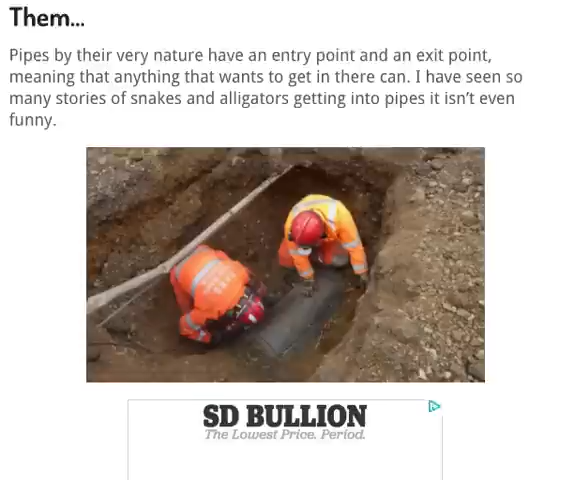 Them...
Pipes by their very nature have an entry point and an exit point,
meaning that anything that wants to get in there can. I have seen so
many stories of snakes and alligators getting into pipes it isn't even
funny.
SD BULLION
The Lowest Price. Period.